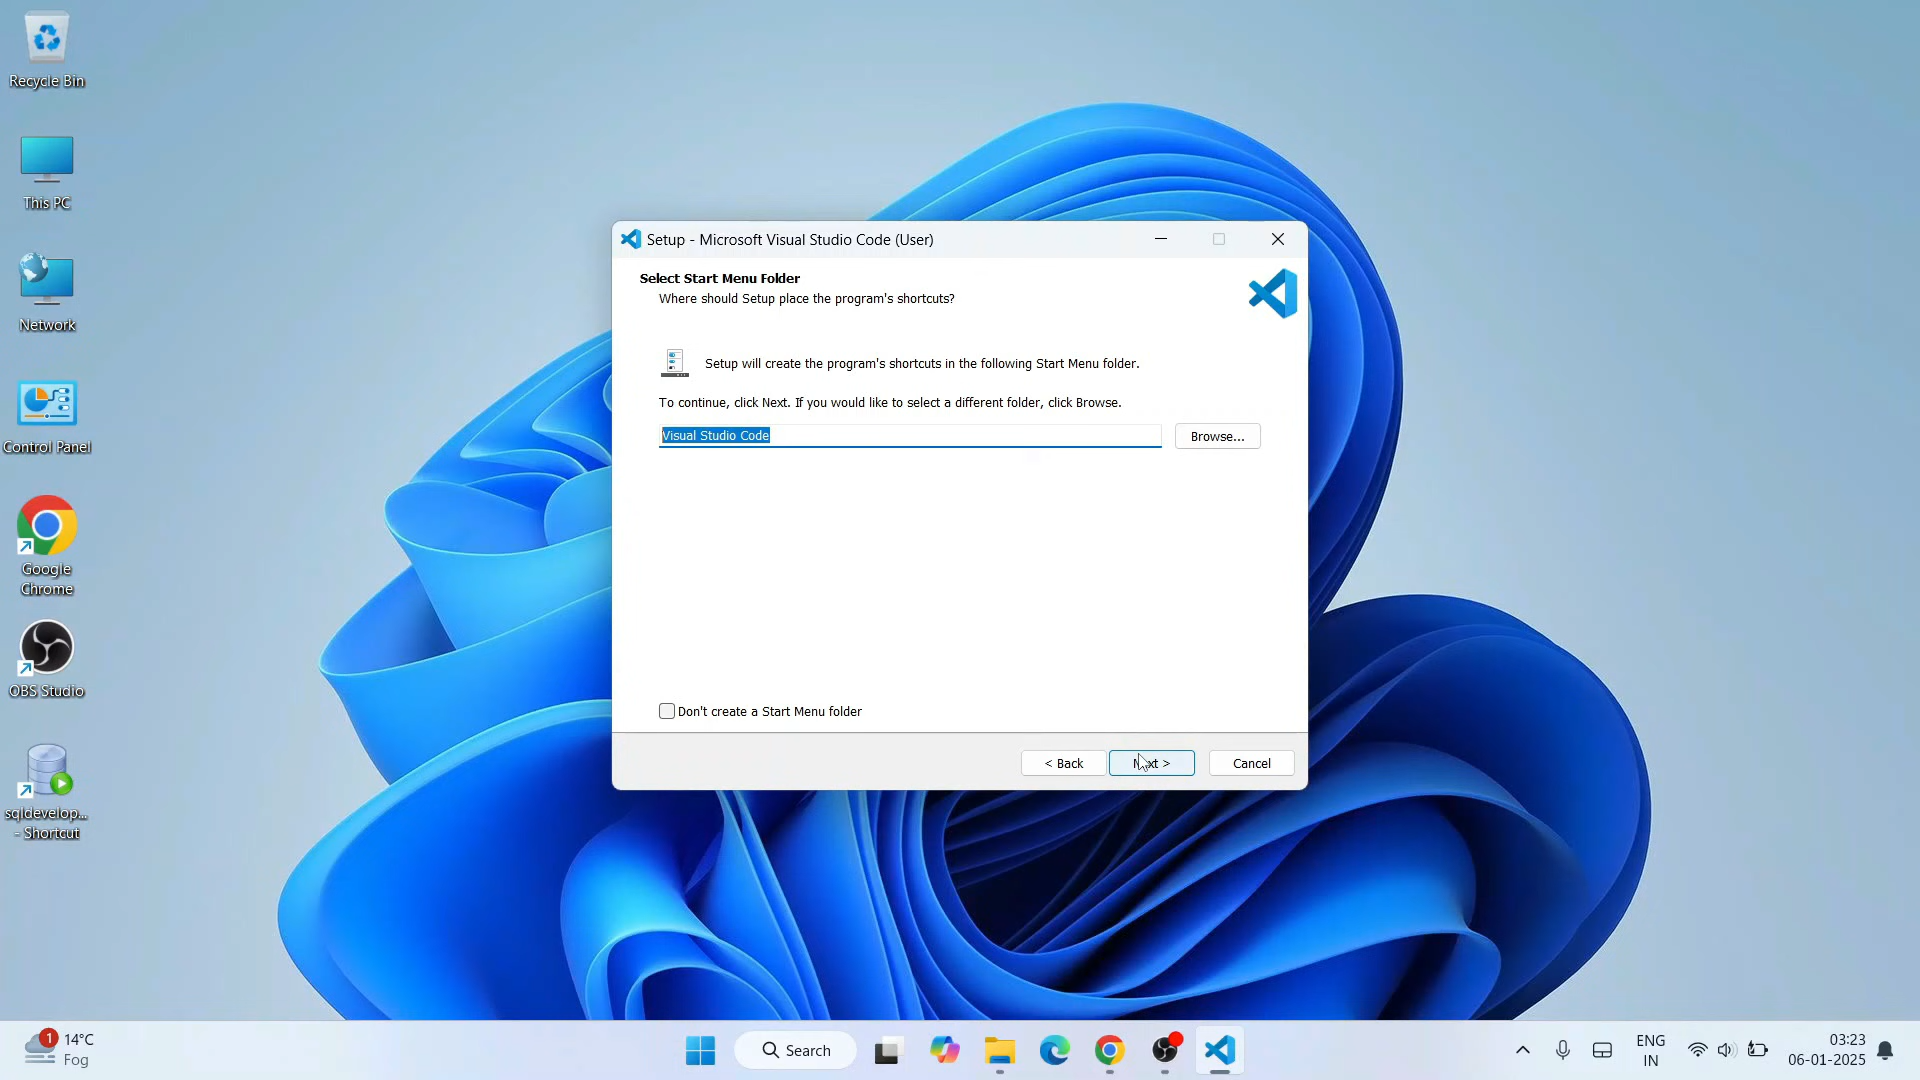 Recycle Bin
This PC
Network
Control Panel
Google
Chrome
OBS Studio
sqldevelop...
- Shortcut
Setup - Microsoft Visual Studio Code (User)
Select Start Menu Folder
Where should Setup place the program's shortcuts?
Setup will create the program's shortcuts in the following Start Menu folder.
To continue, click Next. If you would like to select a different folder, click Browse.
Visual Studio Code
Browse...
Don't create a Start Menu folder
< Back
Next >
Cancel
1
14°C
Fog
Search
ENG
IN
03:23
06-01-2025